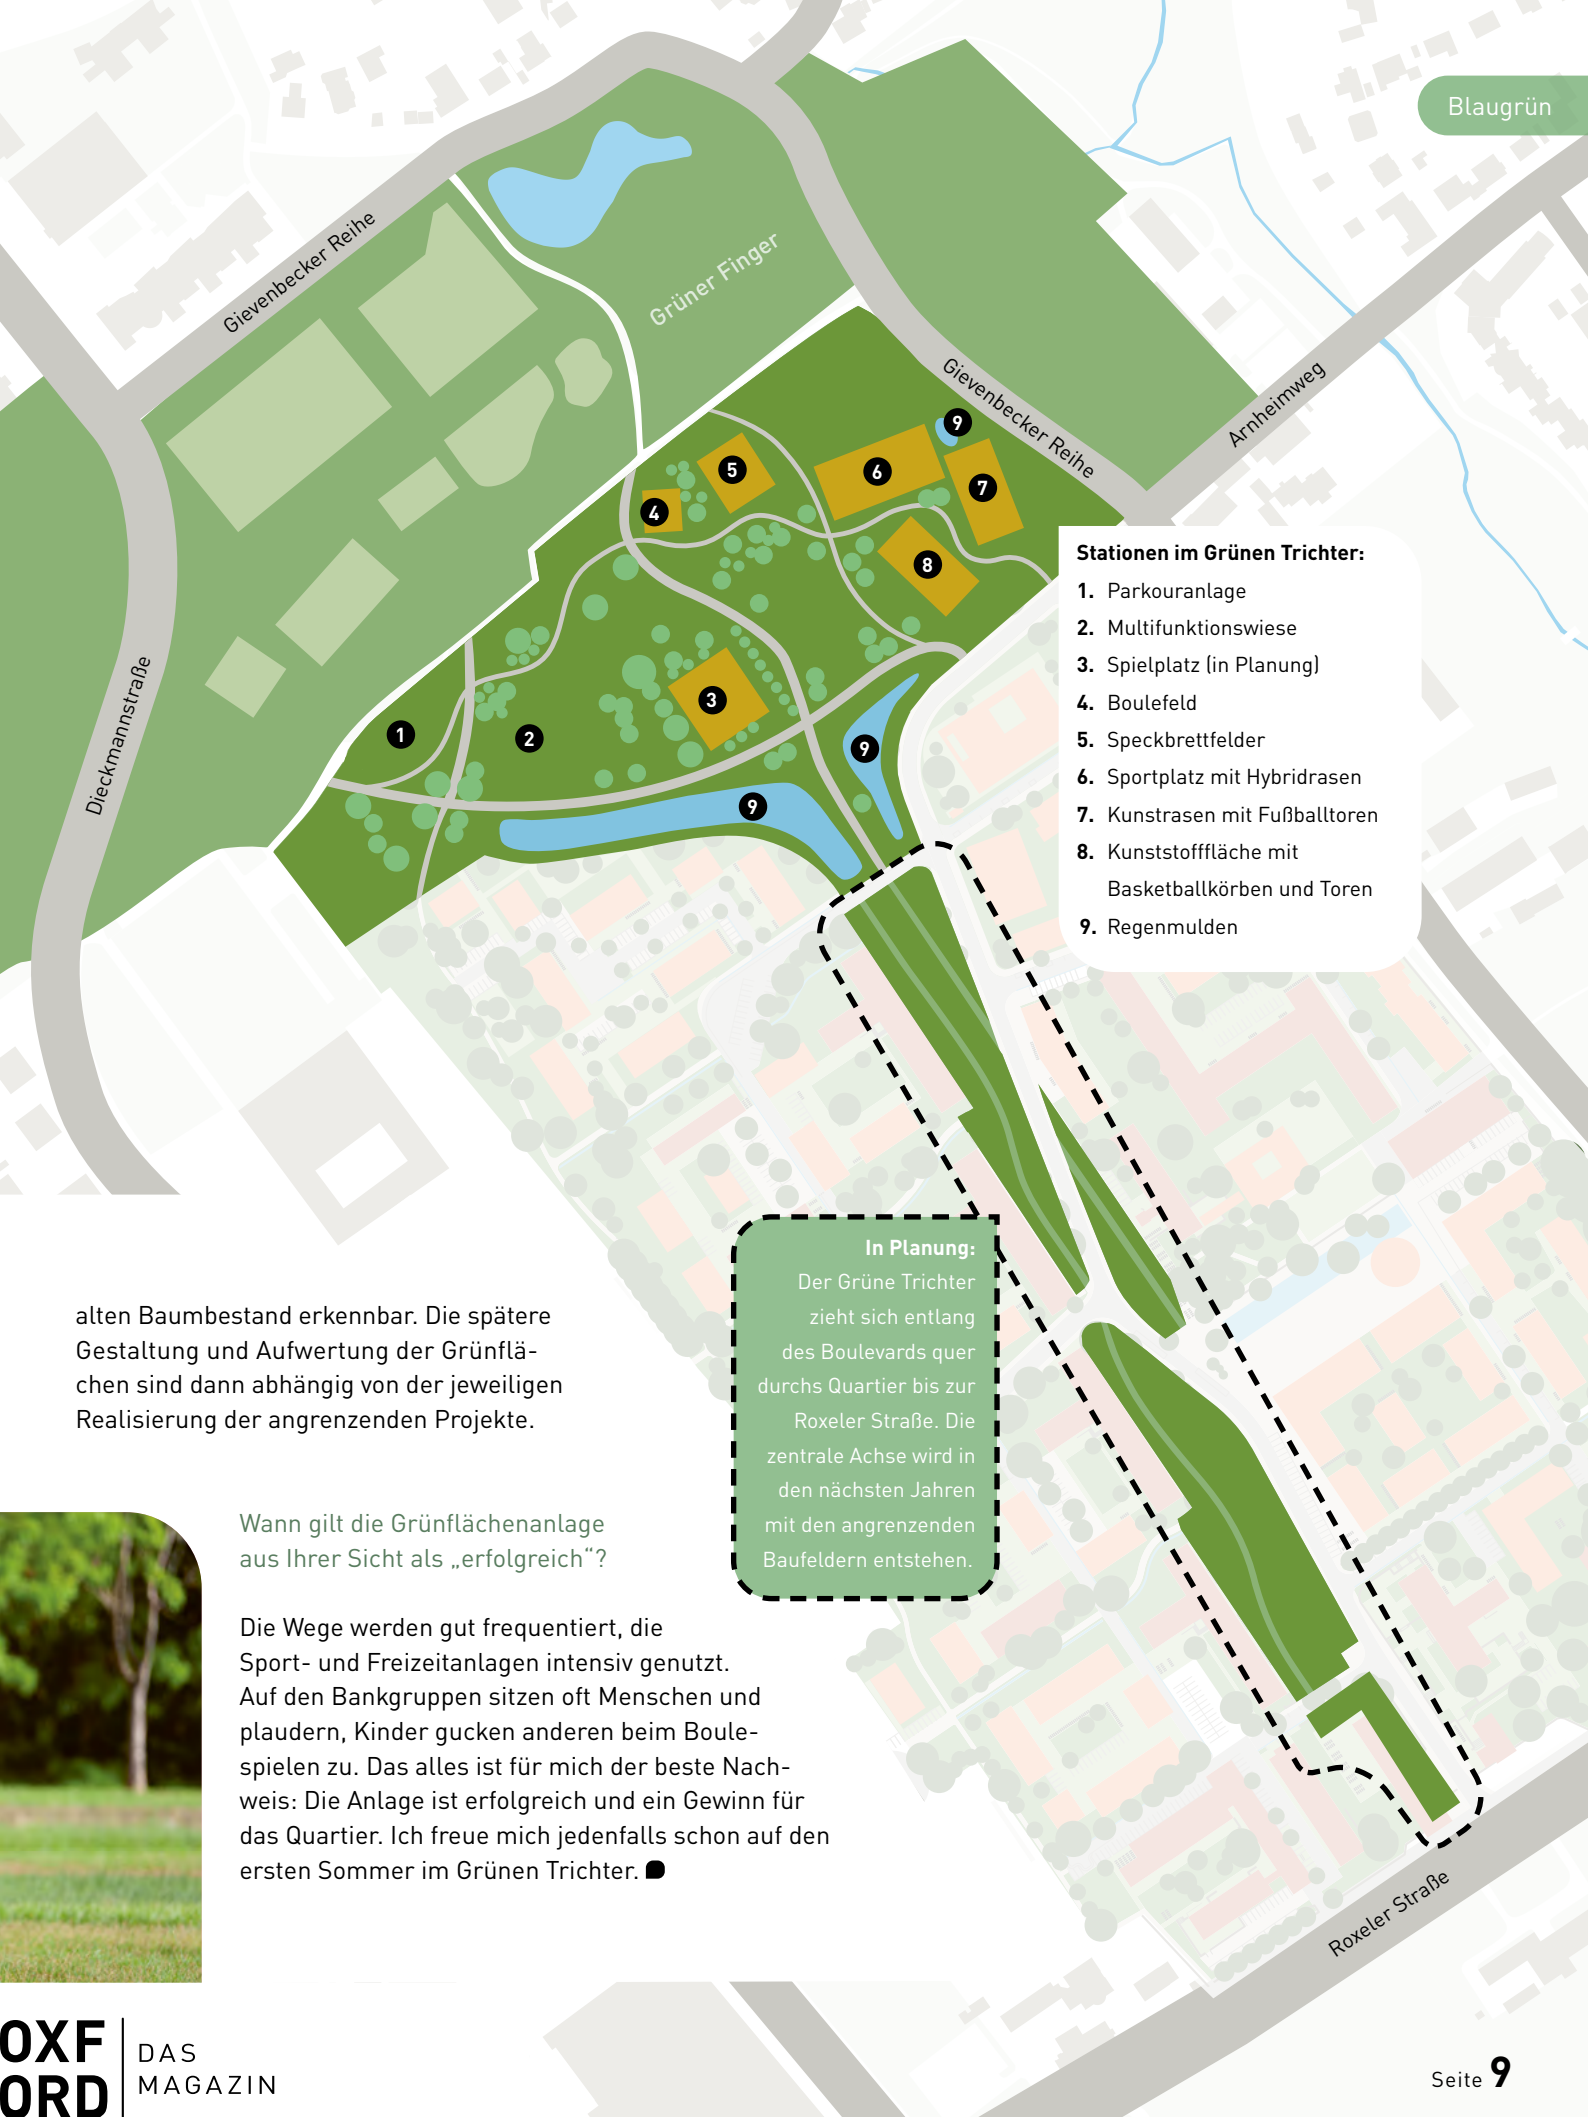 Blaugrün
Gievenbecker Reihe
Grüner Finger
Gievenbecker Reihe
Arnheimweg
Dieckmannstraße
9
5
6
7
4
8
3
1
2
9
9
Stationen im Grünen Trichter:
1. Parkouranlage
2. Multifunktionswiese
3. Spielplatz (in Planung)
4. Boulefeld
5. Speckbrettfelder
6. Sportplatz mit Hybridrasen
7. Kunstrasen mit Fußballtoren
8. Kunststofffläche mit
Basketballkörben und Toren
9. Regenmulden
In Planung:
Der Grüne Trichter
zieht sich entlang
des Boulevards quer
durchs Quartier bis zur
Roxeler Straße. Die
zentrale Achse wird in
den nächsten Jahren
mit den angrenzenden
Baufeldern entstehen.
alten Baumbestand erkennbar. Die spätere
Gestaltung und Aufwertung der Grünflä-
chen sind dann abhängig von der jeweiligen
Realisierung der angrenzenden Projekte.
Wann gilt die Grünflächenanlage
aus Ihrer Sicht als „erfolgreich“?
Die Wege werden gut frequentiert, die
Sport- und Freizeitanlagen intensiv genutzt.
Auf den Bankgruppen sitzen oft Menschen und
plaudern, Kinder gucken anderen beim Boule-
spielen zu. Das alles ist für mich der beste Nach-
weis: Die Anlage ist erfolgreich und ein Gewinn für
das Quartier. Ich freue mich jedenfalls schon auf den
ersten Sommer im Grünen Trichter.
Roxeler Straße
OXF
ORD
DAS
MAGAZIN
Seite 9